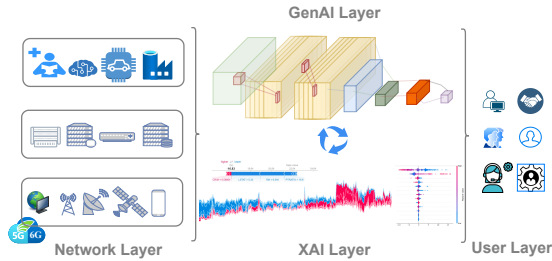 GenAI Layer
5G
6G
Network Layer
XAI Layer
User Layer